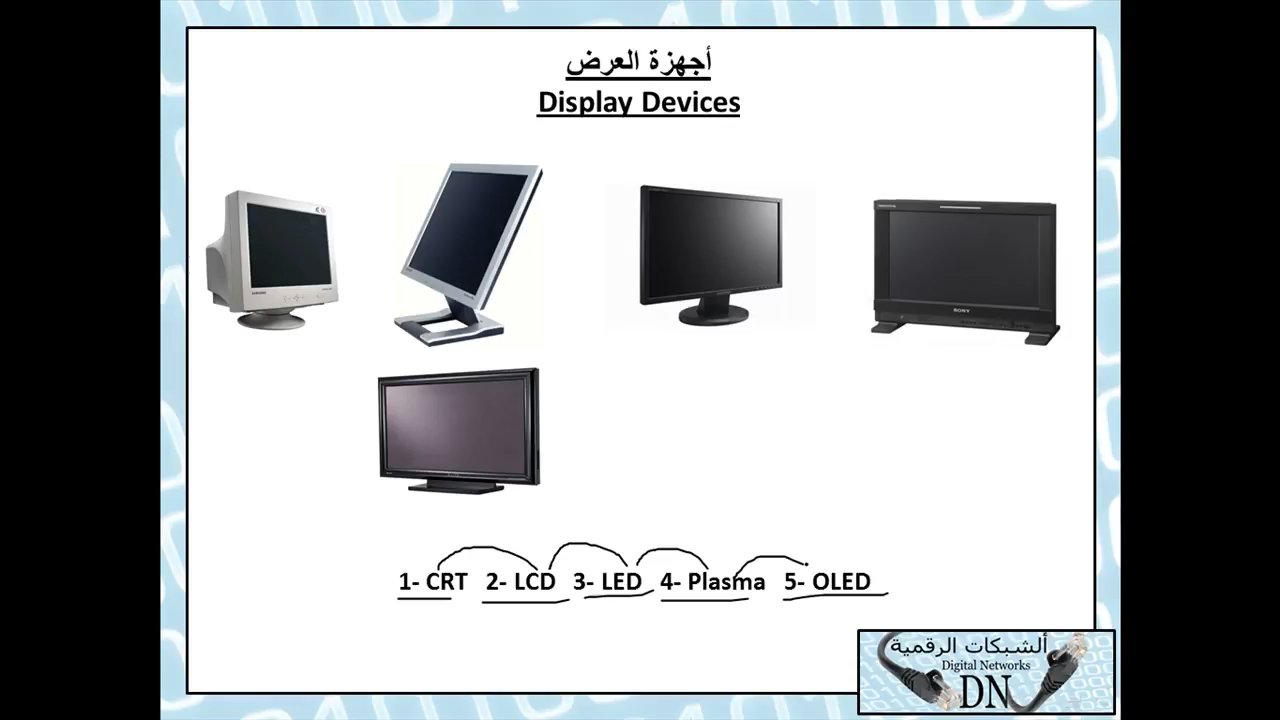 أجهزة العرض
Display Devices
SONY
1- CRT 2- LCD 3- LED 4- Plasma 5- OLED
ألشبكات الرقمية
Digital Networks
DN